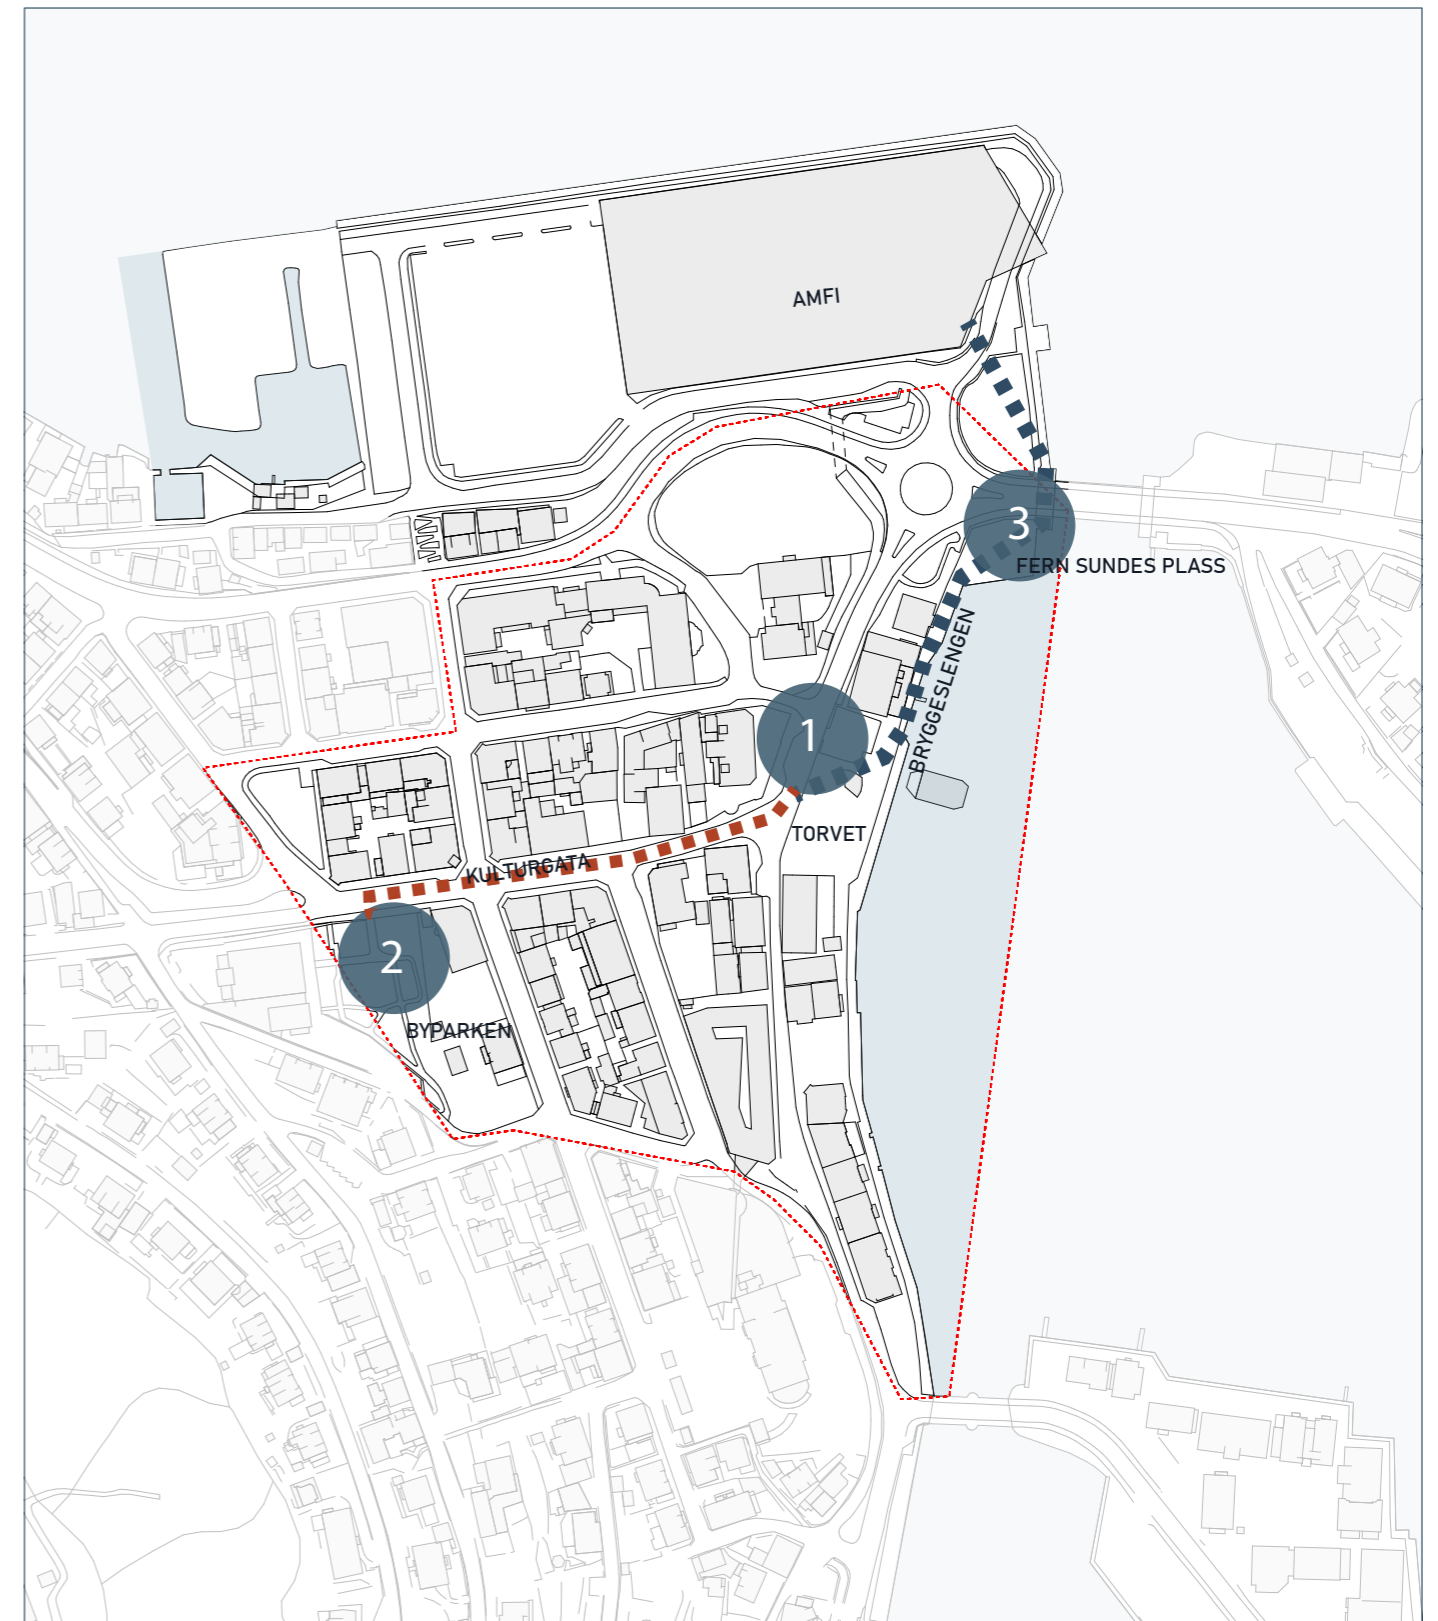 AMFI
3
FERN SUNDES PLASS
BRYGGESLENGEN
1
TORVET
KULTURGATA
2
BYPARKEN